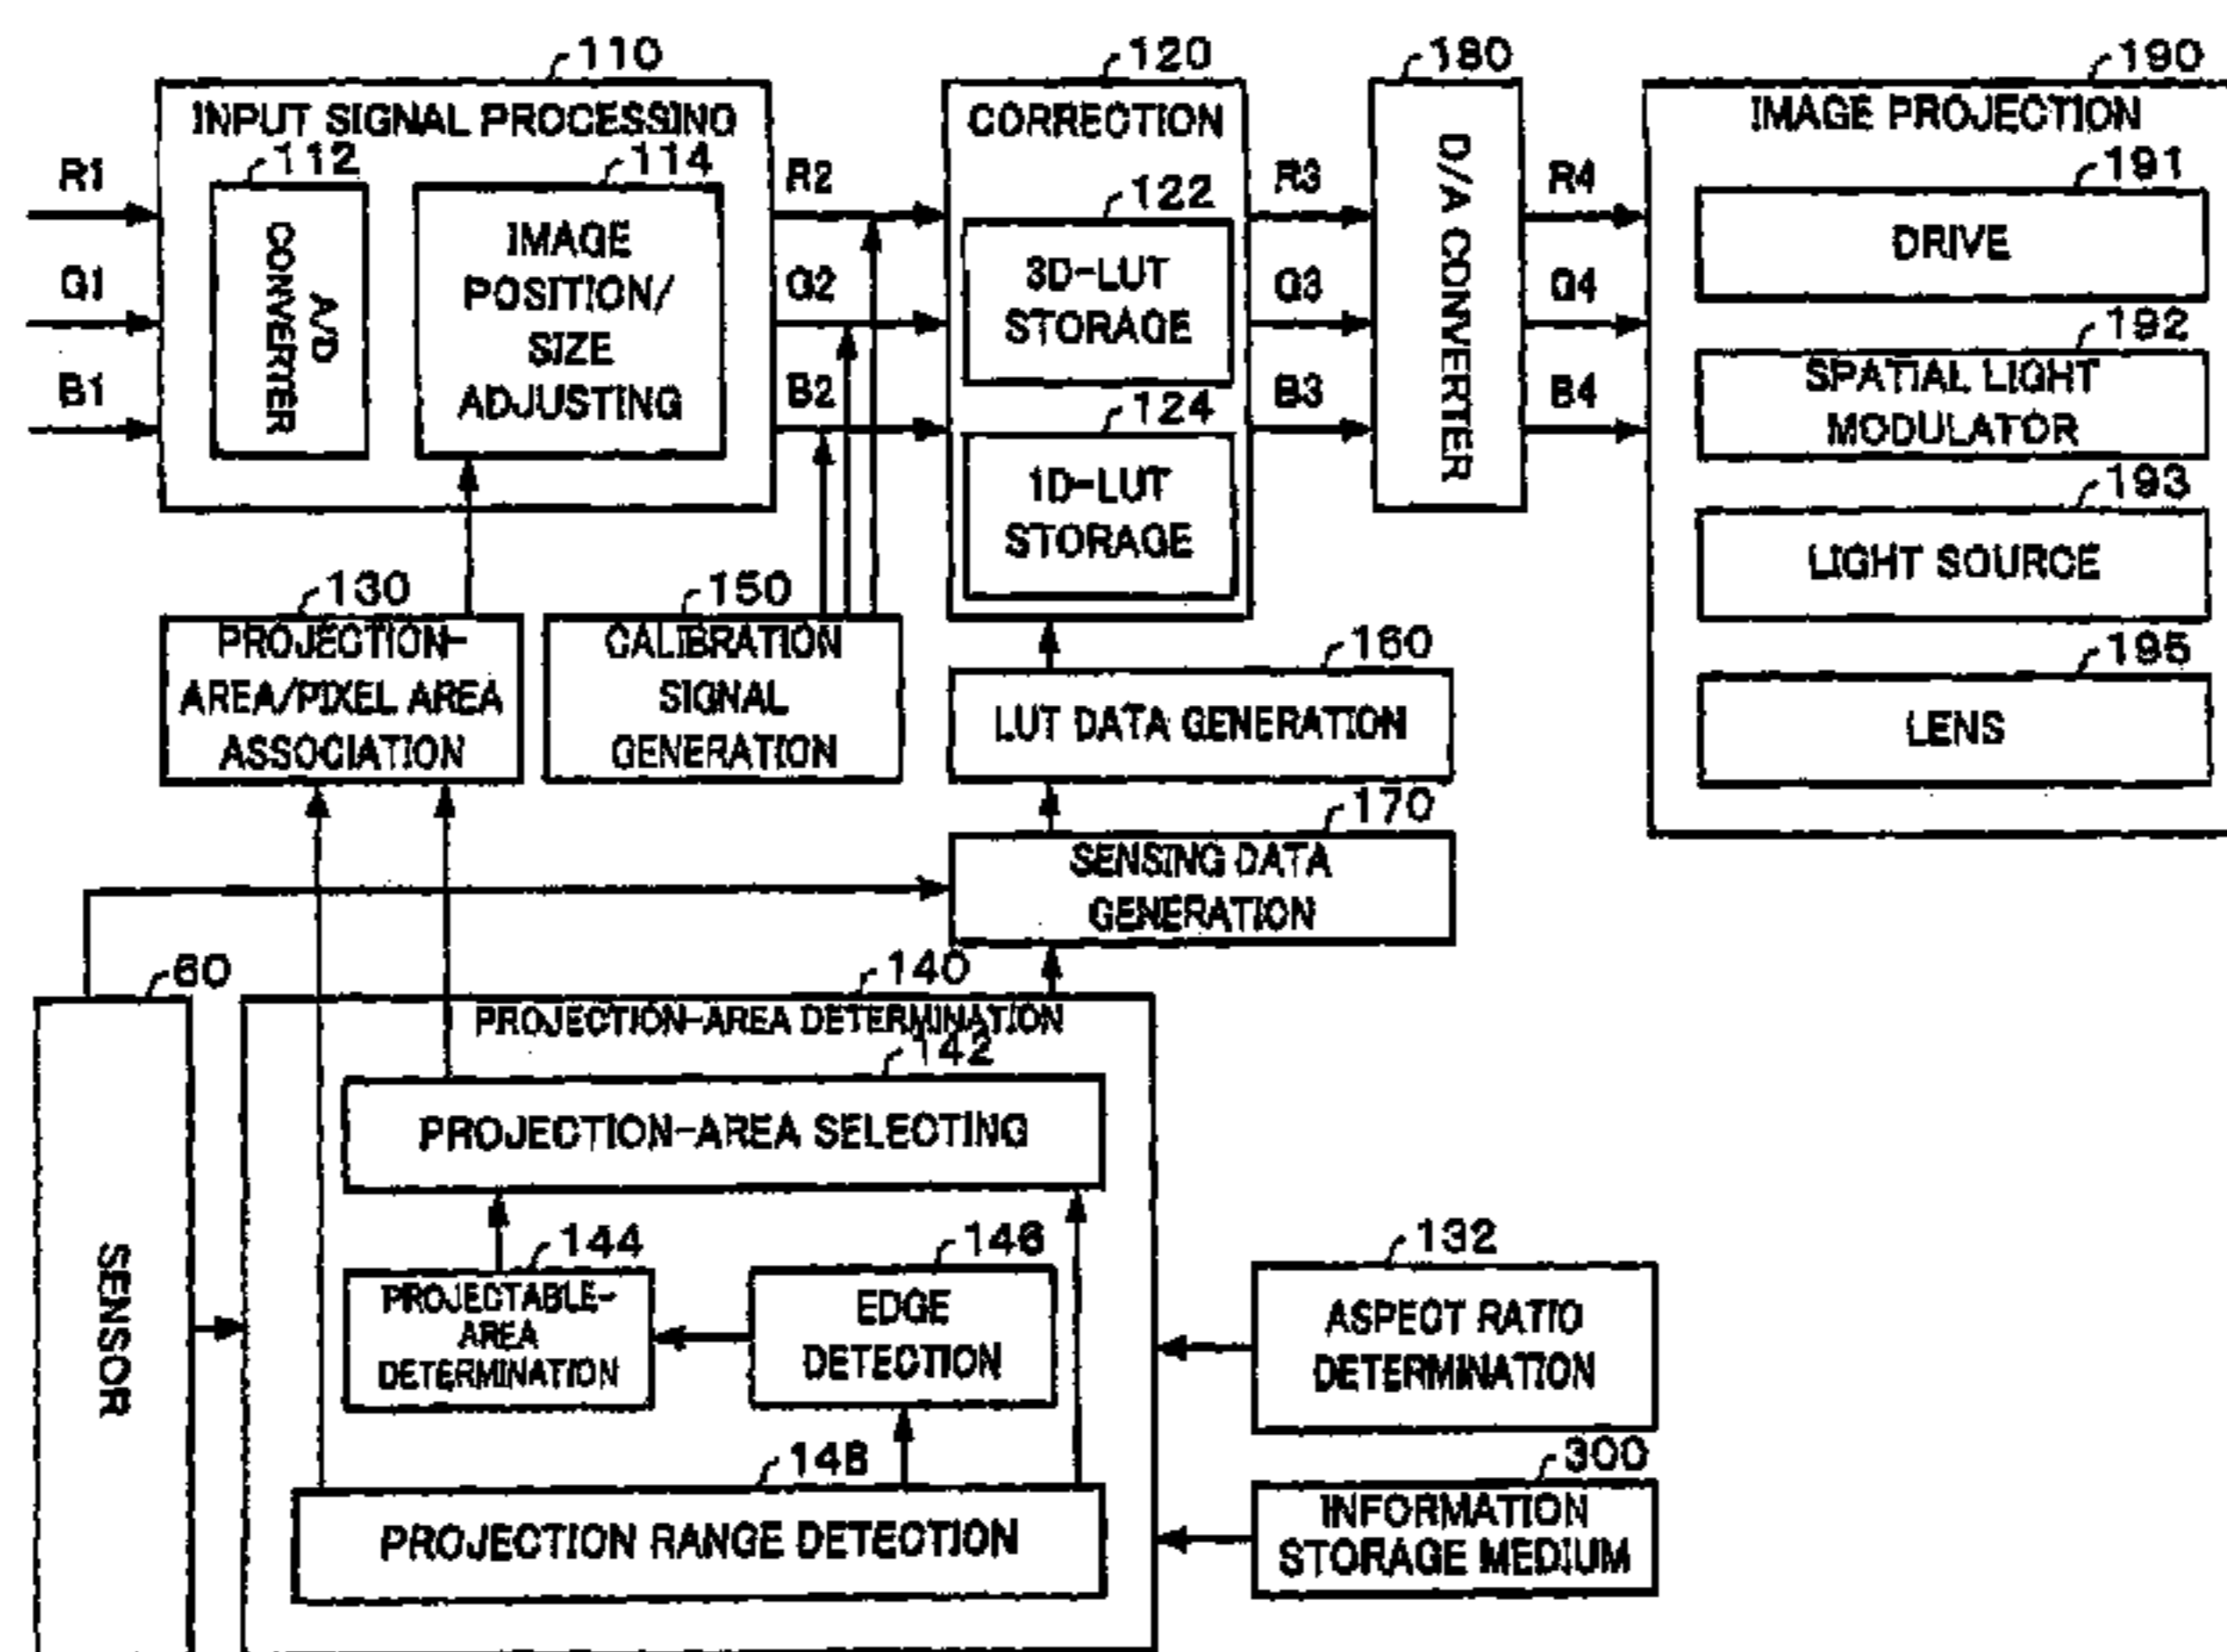 110
INPUT SIGNAL PROCESSING
112
114
A/D
CONVERTER
IMAGE
POSITION/
SIZE
ADJUSTING
R1
G1
B1
R2
G2
B2
120
CORRECTION
122
3D-LUT
STORAGE
124
1D-LUT
STORAGE
R3
G3
B3
180
D/A CONVERTER
R4
G4
B4
190
IMAGE PROJECTION
191
DRIVE
192
SPATIAL LIGHT
MODULATOR
193
LIGHT SOURCE
195
LENS
130
PROJECTION-
AREA/PIXEL AREA
ASSOCIATION
150
CALIBRATION
SIGNAL
GENERATION
160
LUT DATA GENERATION
170
SENSING DATA
GENERATION
60
SENSOR
140
PROJECTION-AREA DETERMINATION
142
PROJECTION-AREA SELECTING
144
PROJECTABLE-
AREA
DETERMINATION
146
EDGE
DETECTION
148
PROJECTION RANGE DETECTION
132
ASPECT RATIO
DETERMINATION
300
INFORMATION
STORAGE MEDIUM